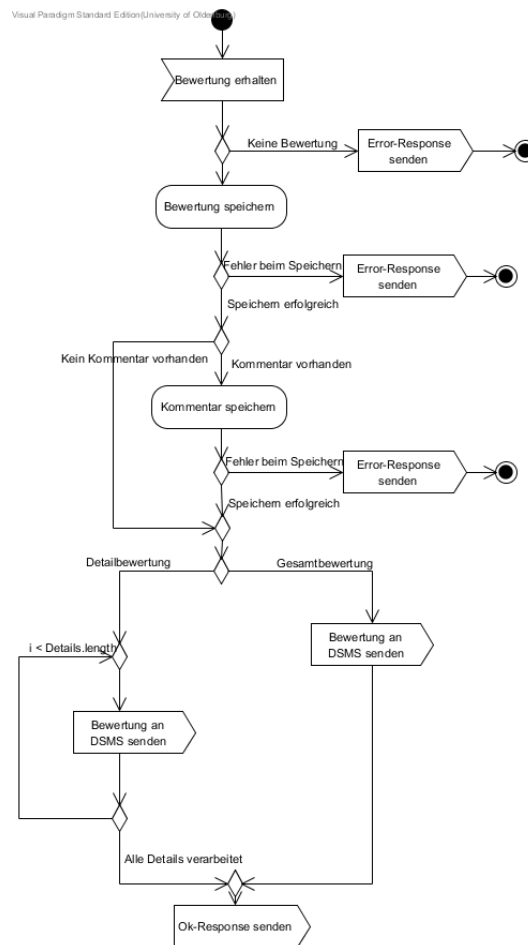 Visual Paradigm Standard Edition(University of Oldenburg)
Bewertung erhalten
Keine Bewertung
Error-Response
senden
Bewertung speichern
Fehler beim Speichern
Error-Response
senden
Speichern erfolgreich
Kein Kommentar vorhanden
Kommentar vorhanden
Kommentar speichern
Fehler beim Speichern
Error-Response
senden
Speichern erfolgreich
Detailbewertung
Gesamtbewertung
i < Details.length
Bewertung an
DSMS senden
Bewertung an
DSMS senden
Alle Details verarbeitet
Ok-Response senden